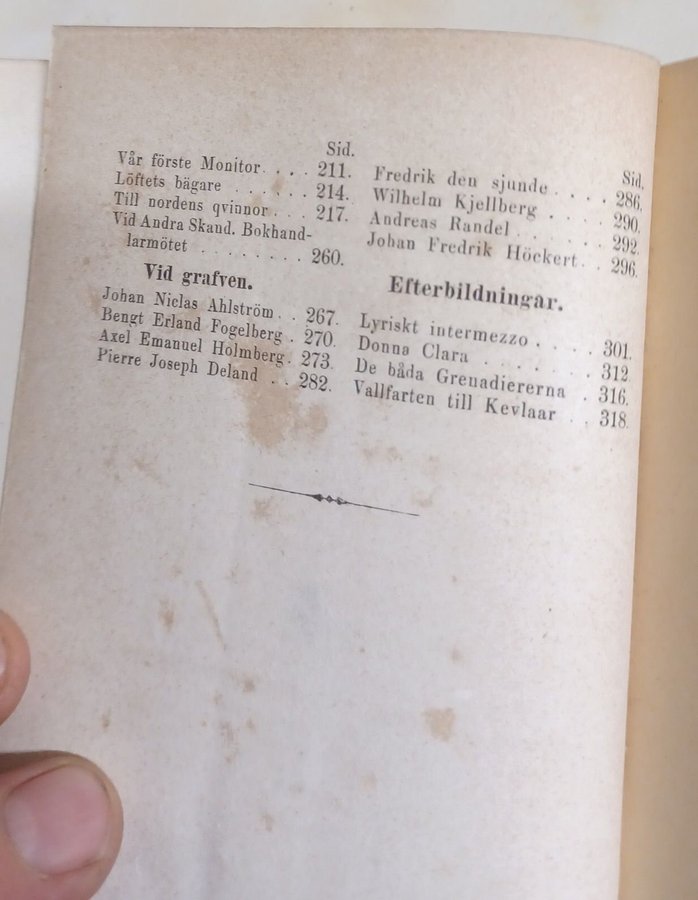 Sid.
Vår förste Monitor. . . . 211.
Löftets bägare . . . . . . 214.
Till nordens qvinnor . . . 217.
Vid Andra Skand. Bokhand-
larmötet . . . . . . . . 260.
Vid grafven.
Johan Niclas Ahlström . . 267.
Bengt Erland Fogelberg . 270.
Axel Emanuel Holmberg . 273.
Pierre Joseph Deland . . 282.
Sid.
Fredrik den sjunde . . . . 286.
Wilhelm Kjellberg . . . . 290.
Andreas Randel . . . . . . 292.
Johan Fredrik Höckert . . 296.
Efterbildningar.
Lyriskt intermezzo . . . . 301.
Donna Clara . . . . . . . 312.
De båda Grenadiererna . 316.
Vallfarten till Kevlaar . . 318.